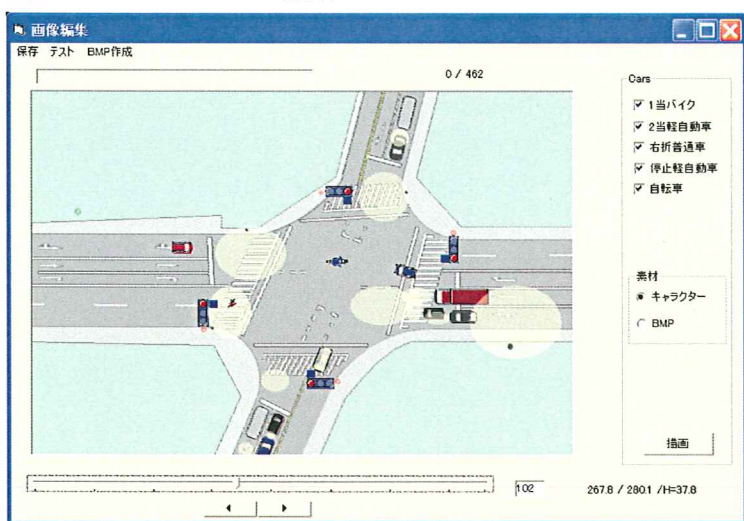 画像編集
保存 テスト BMP作成
0 / 462
Cars
1当バイク
2当軽自動車
右折普通車
停止軽自動車
自転車
素材
キャラクター
BMP
描画
102
267.8 / 280.1 /H=37.8